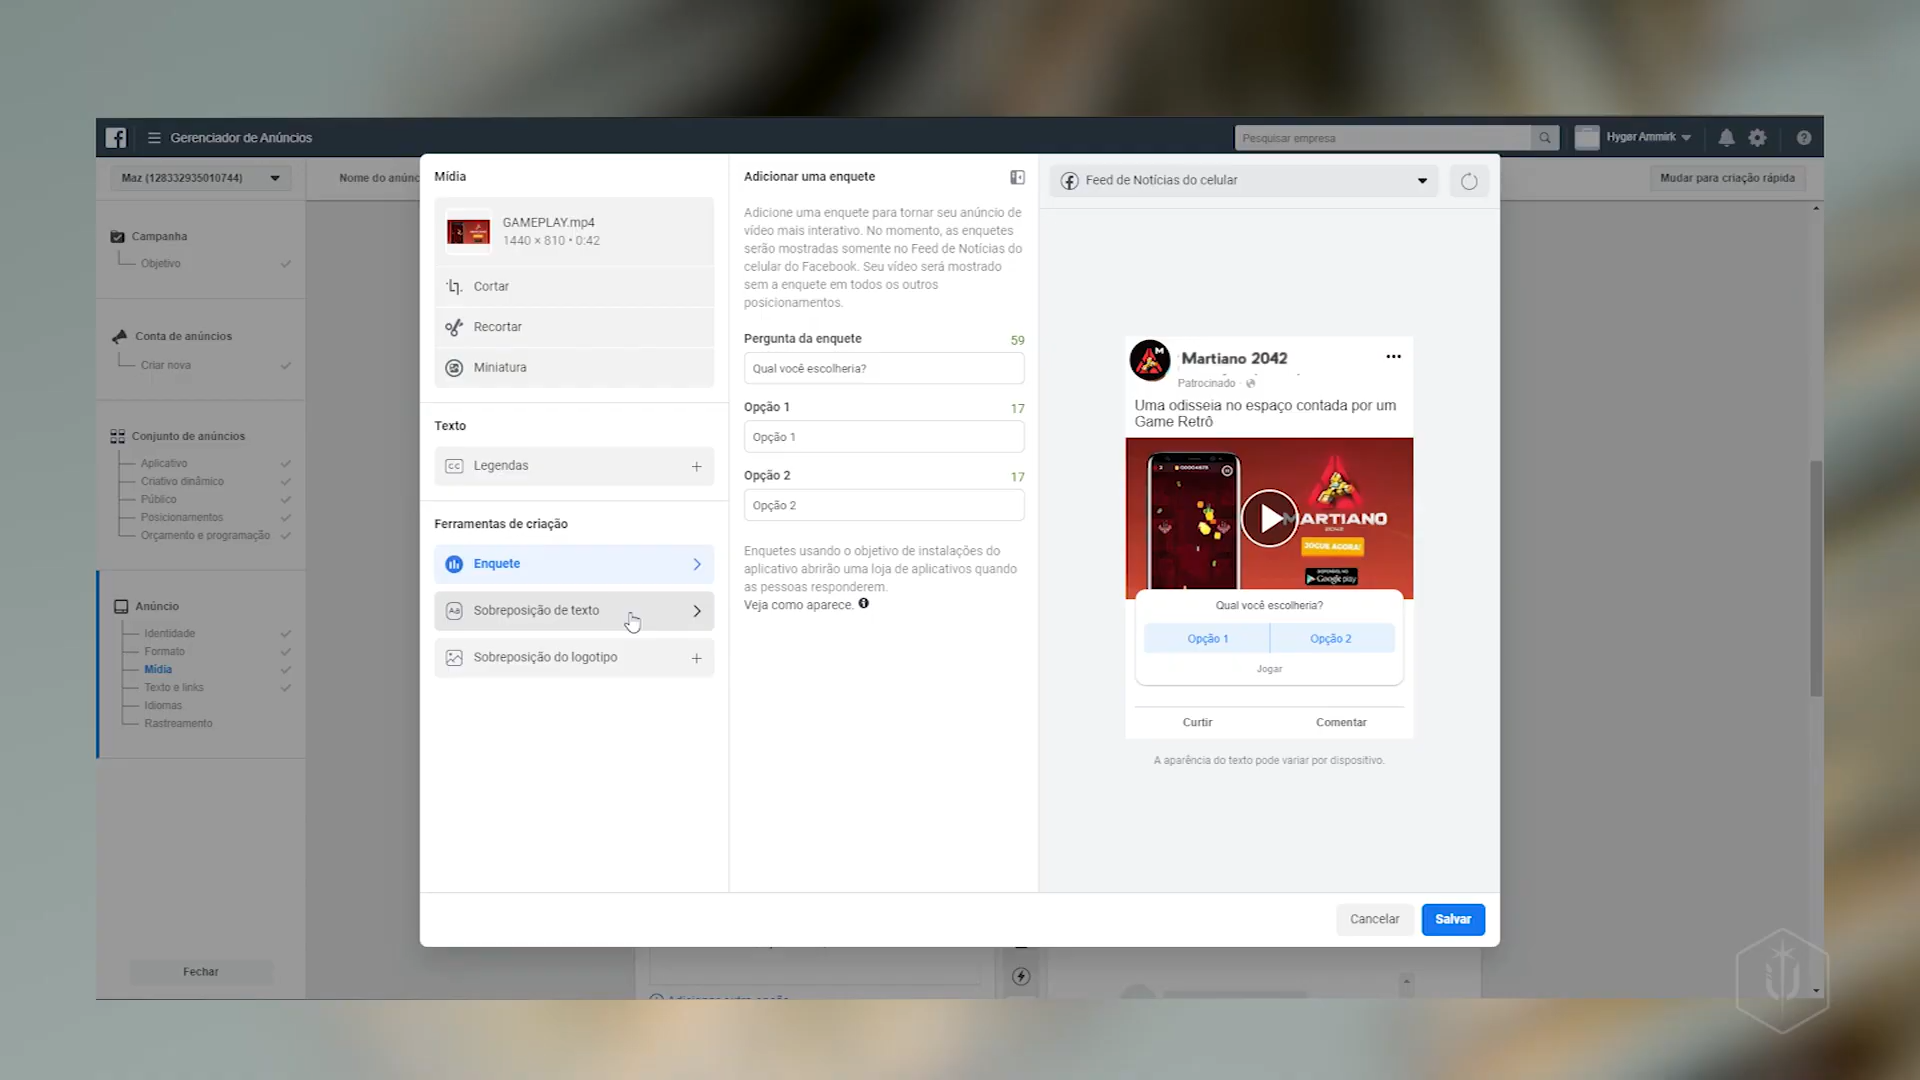 Gerenciador de Anúncios
Pesquisar empresa
Hygor Ammirk
Maz (128332935010744)
Nome do anúnc
Mudar para criação rápida
Campanha
Objetivo
Conta de anúncios
Criar nova
Conjunto de anúncios
Aplicativo
Criativo dinâmico
Público
Posicionamentos
Orçamento e programação
Anúncio
Identidade
Formato
Mídia
Texto e links
Idiomas
Rastreamento
Fechar
Mídia
GAMEPLAY.mp4
1440 × 810 • 0:42
Cortar
Recortar
Miniatura
Texto
Legendas
Ferramentas de criação
Enquete
Sobreposição de texto
Sobreposição do logotipo
Adicionar uma enquete
Adicione uma enquete para tornar seu anúncio de
vídeo mais interativo. No momento, as enquetes
serão mostradas somente no Feed de Notícias do
celular do Facebook. Seu vídeo será mostrado
sem a enquete em todos os outros
posicionamentos.
Pergunta da enquete 59
Qual você escolheria?
Opção 1 17
Opção 1
Opção 2 17
Opção 2
Enquetes usando o objetivo de instalações do
aplicativo abrirão uma loja de aplicativos quando
as pessoas responderem.
Veja como aparece.
Feed de Notícias do celular
Martiano 2042
Patrocinado
Uma odisseia no espaço contada por um
Game Retrô
MARTIANO
2042
JOGUE AGORA!
DISPONÍVEL NO
Google play
Qual você escolheria?
Opção 1 Opção 2
Jogar
Curtir Comentar
A aparência do texto pode variar por dispositivo.
Cancelar Salvar